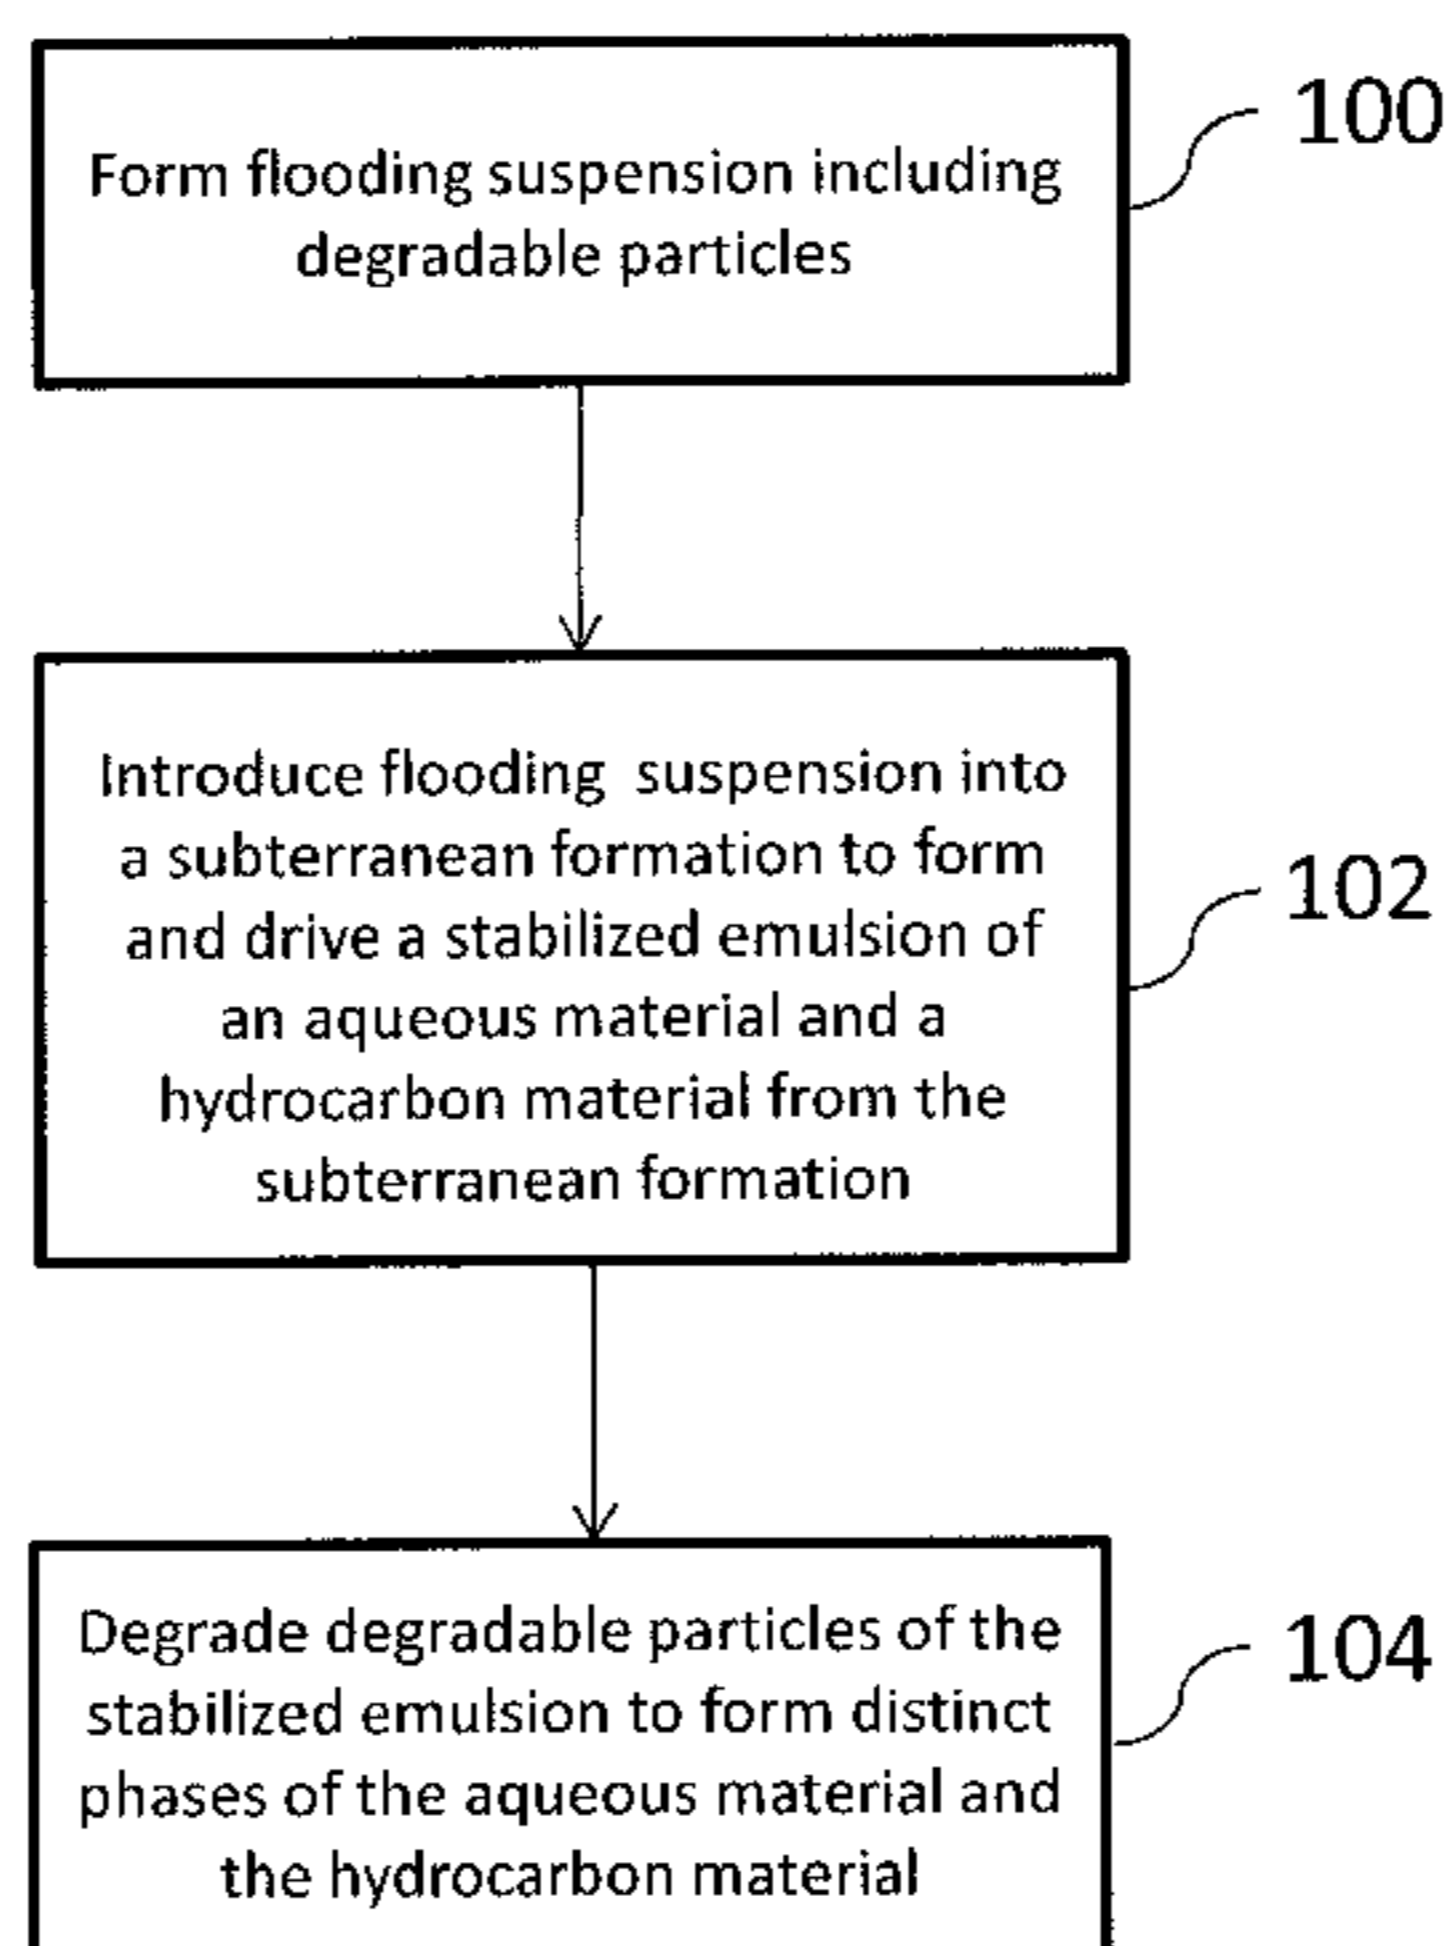 Form flooding suspension including
degradable particles
100
Introduce flooding suspension into
a subterranean formation to form
and drive a stabilized emulsion of
an aqueous material and a
hydrocarbon material from the
subterranean formation
102
Degrade degradable particles of the
stabilized emulsion to form distinct
phases of the aqueous material and
the hydrocarbon material
104